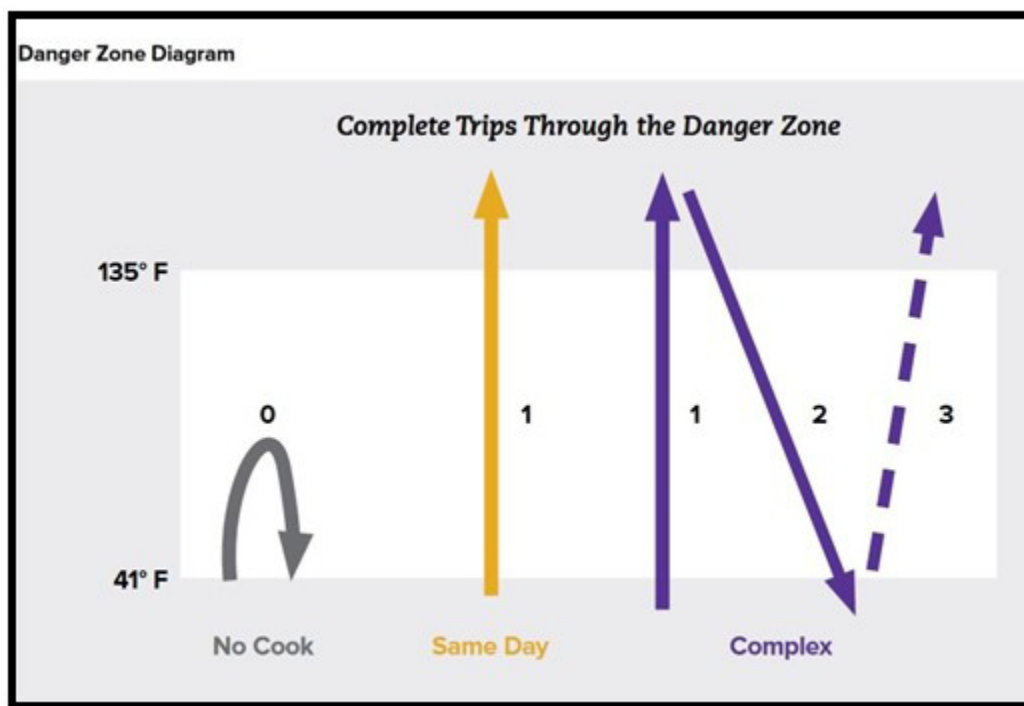 Danger Zone Diagram
Complete Trips Through the Danger Zone
135° F
0
1
1
2
3
41° F
No Cook
Same Day
Complex